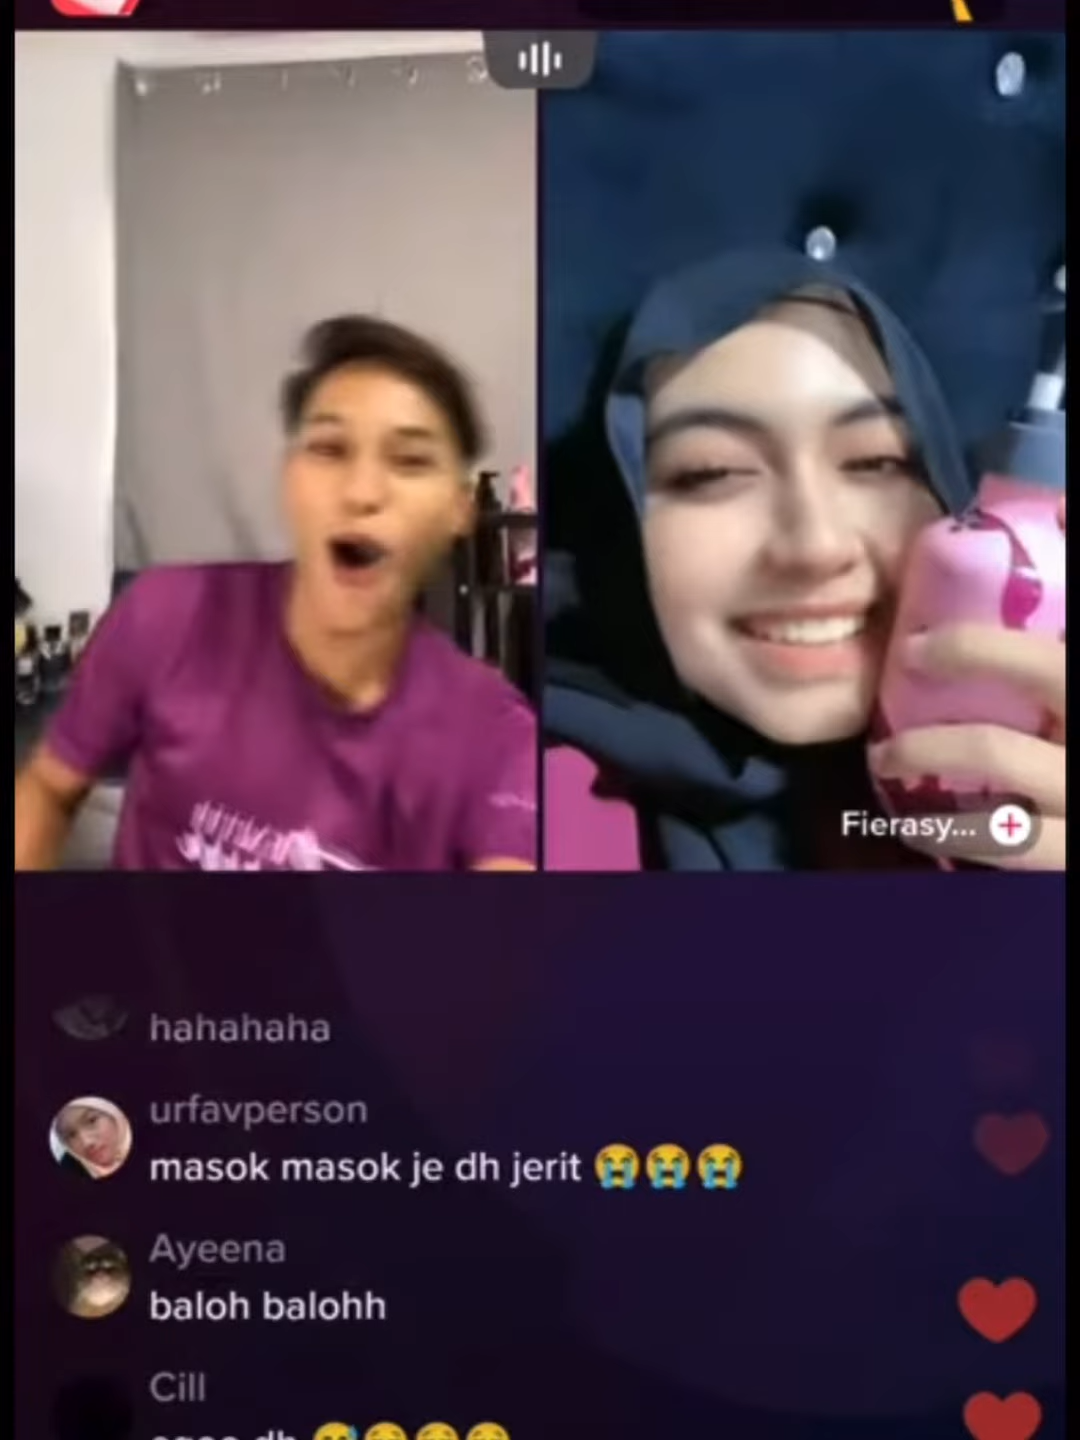 Fierasy...
hahahaha
urfavperson
masok masok je dh jerit 😭😭😭
Ayeena
baloh balohh
Cill